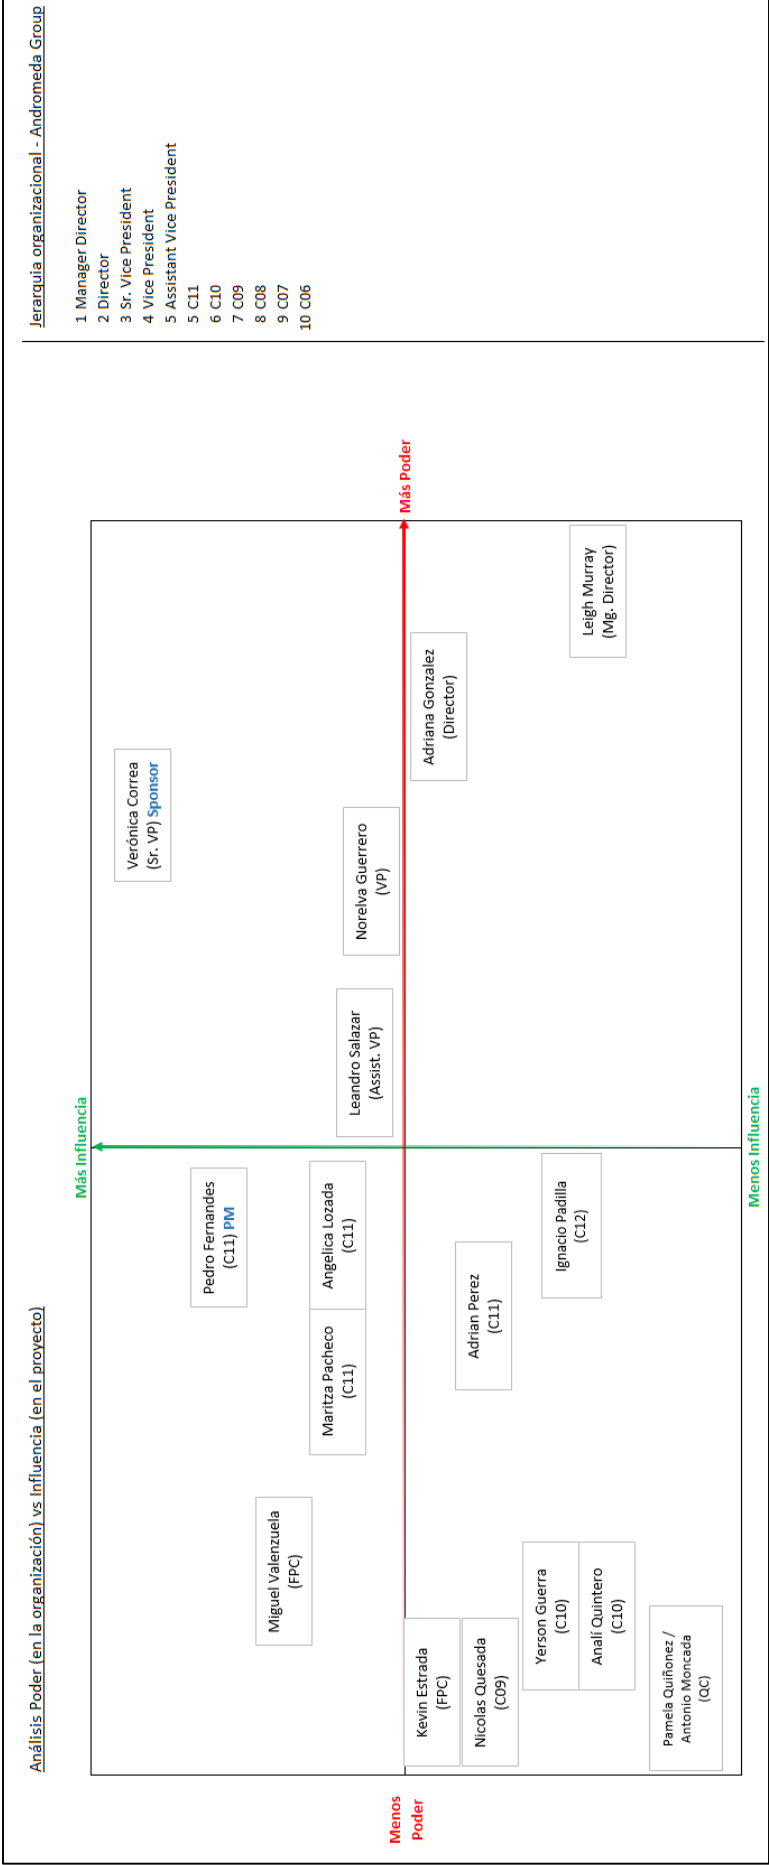 Análisis Poder (en la organización) vs Influencia (en el proyecto)
Más Influencia
Verónica Correa
(Sr. VP) Sponsor
Pedro Fernandes
(C11) PM
Miguel Valenzuela
(FPC)
Maritza Pacheco
(C11)
Angelica Lozada
(C11)
Leandro Salazar
(Assist. VP)
Norelva Guerrero
(VP)
Menos
Poder
Más Poder
Kevin Estrada
(FPC)
Adriana Gonzalez
(Director)
Nicolas Quesada
(C09)
Adrian Perez
(C11)
Yerson Guerra
(C10)
Ignacio Padilla
(C12)
Leigh Murray
(Mg. Director)
Analí Quintero
(C10)
Pamela Quiñonez /
Antonio Moncada
(QC)
Menos Influencia
Jerarquia organizacional - Andromeda Group
1 Manager Director
2 Director
3 Sr. Vice President
4 Vice President
5 Assistant Vice President
5 C11
6 C10
7 C09
8 C08
9 C07
10 C06